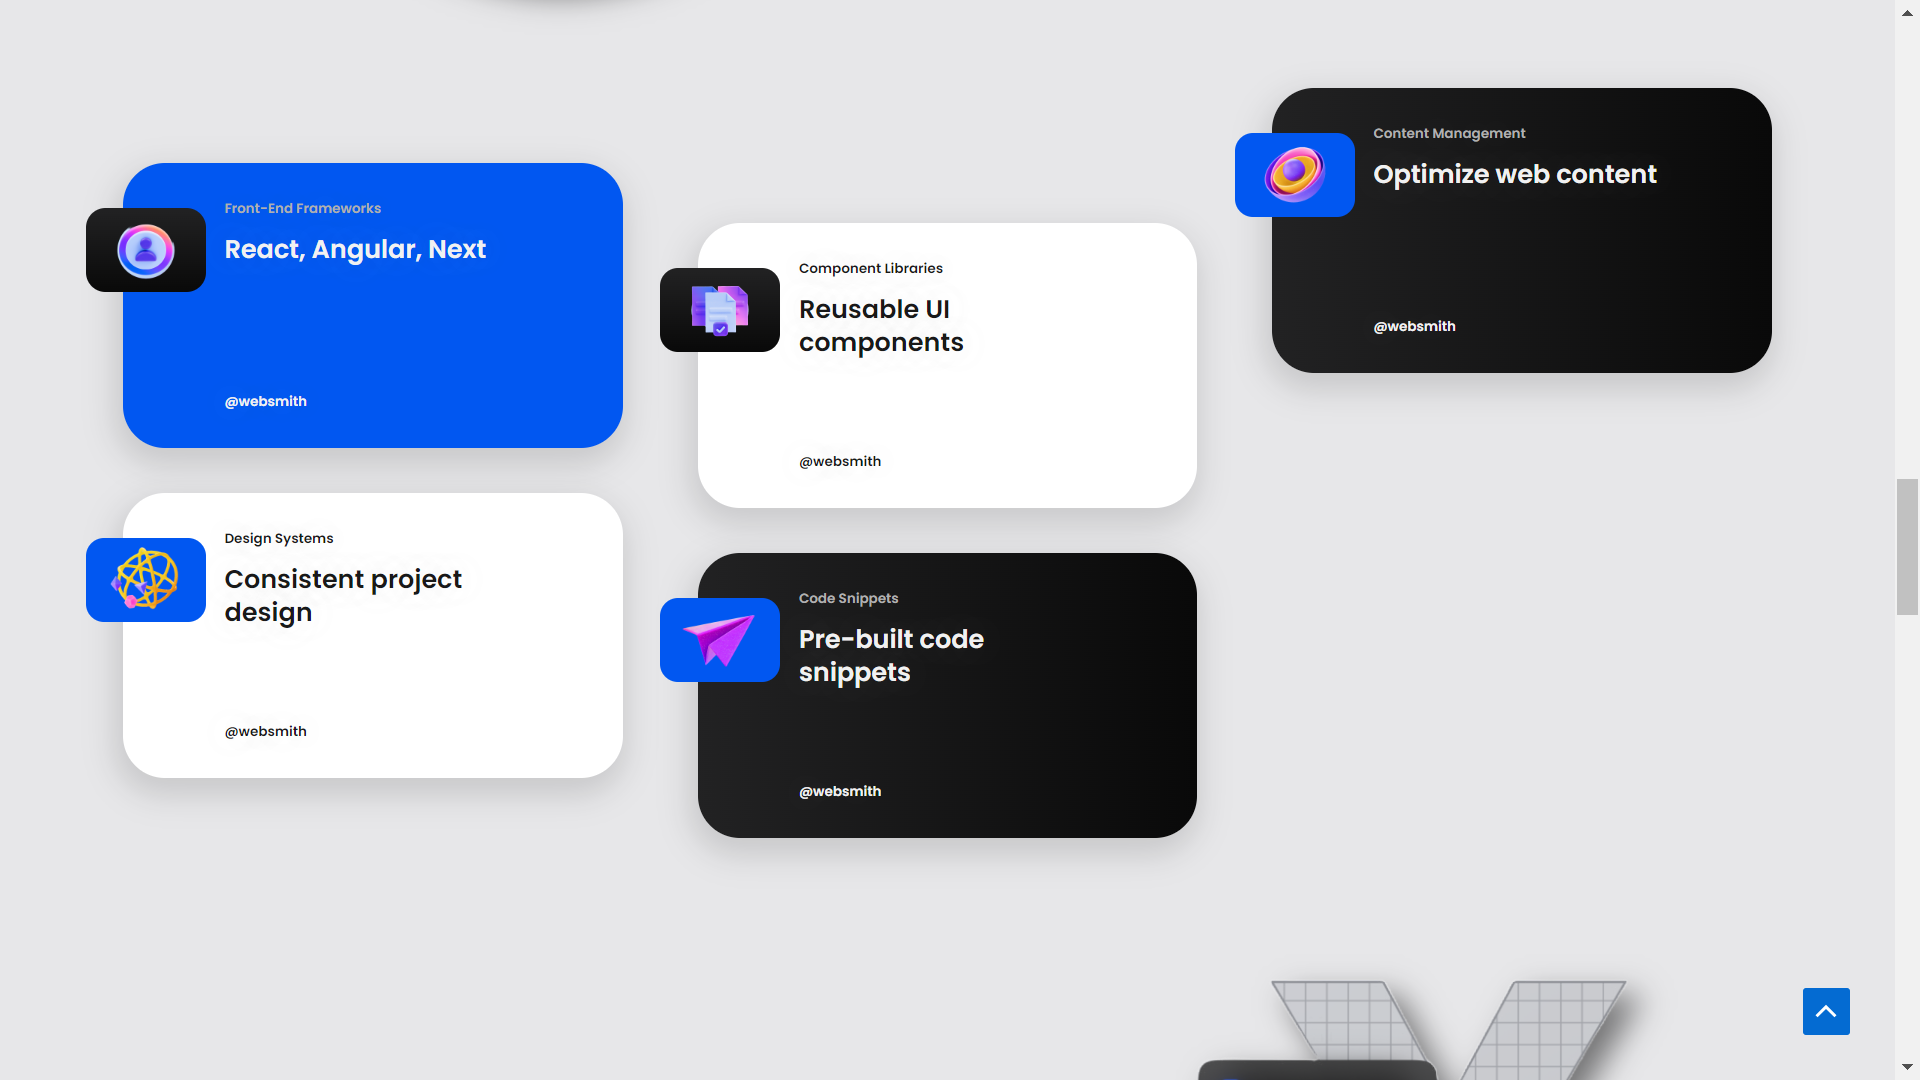 Front-End Frameworks
React, Angular, Next
@websmith
Design Systems
Consistent project
design
@websmith
Component Libraries
Reusable UI
components
@websmith
Code Snippets
Pre-built code
snippets
@websmith
Content Management
Optimize web content
@websmith